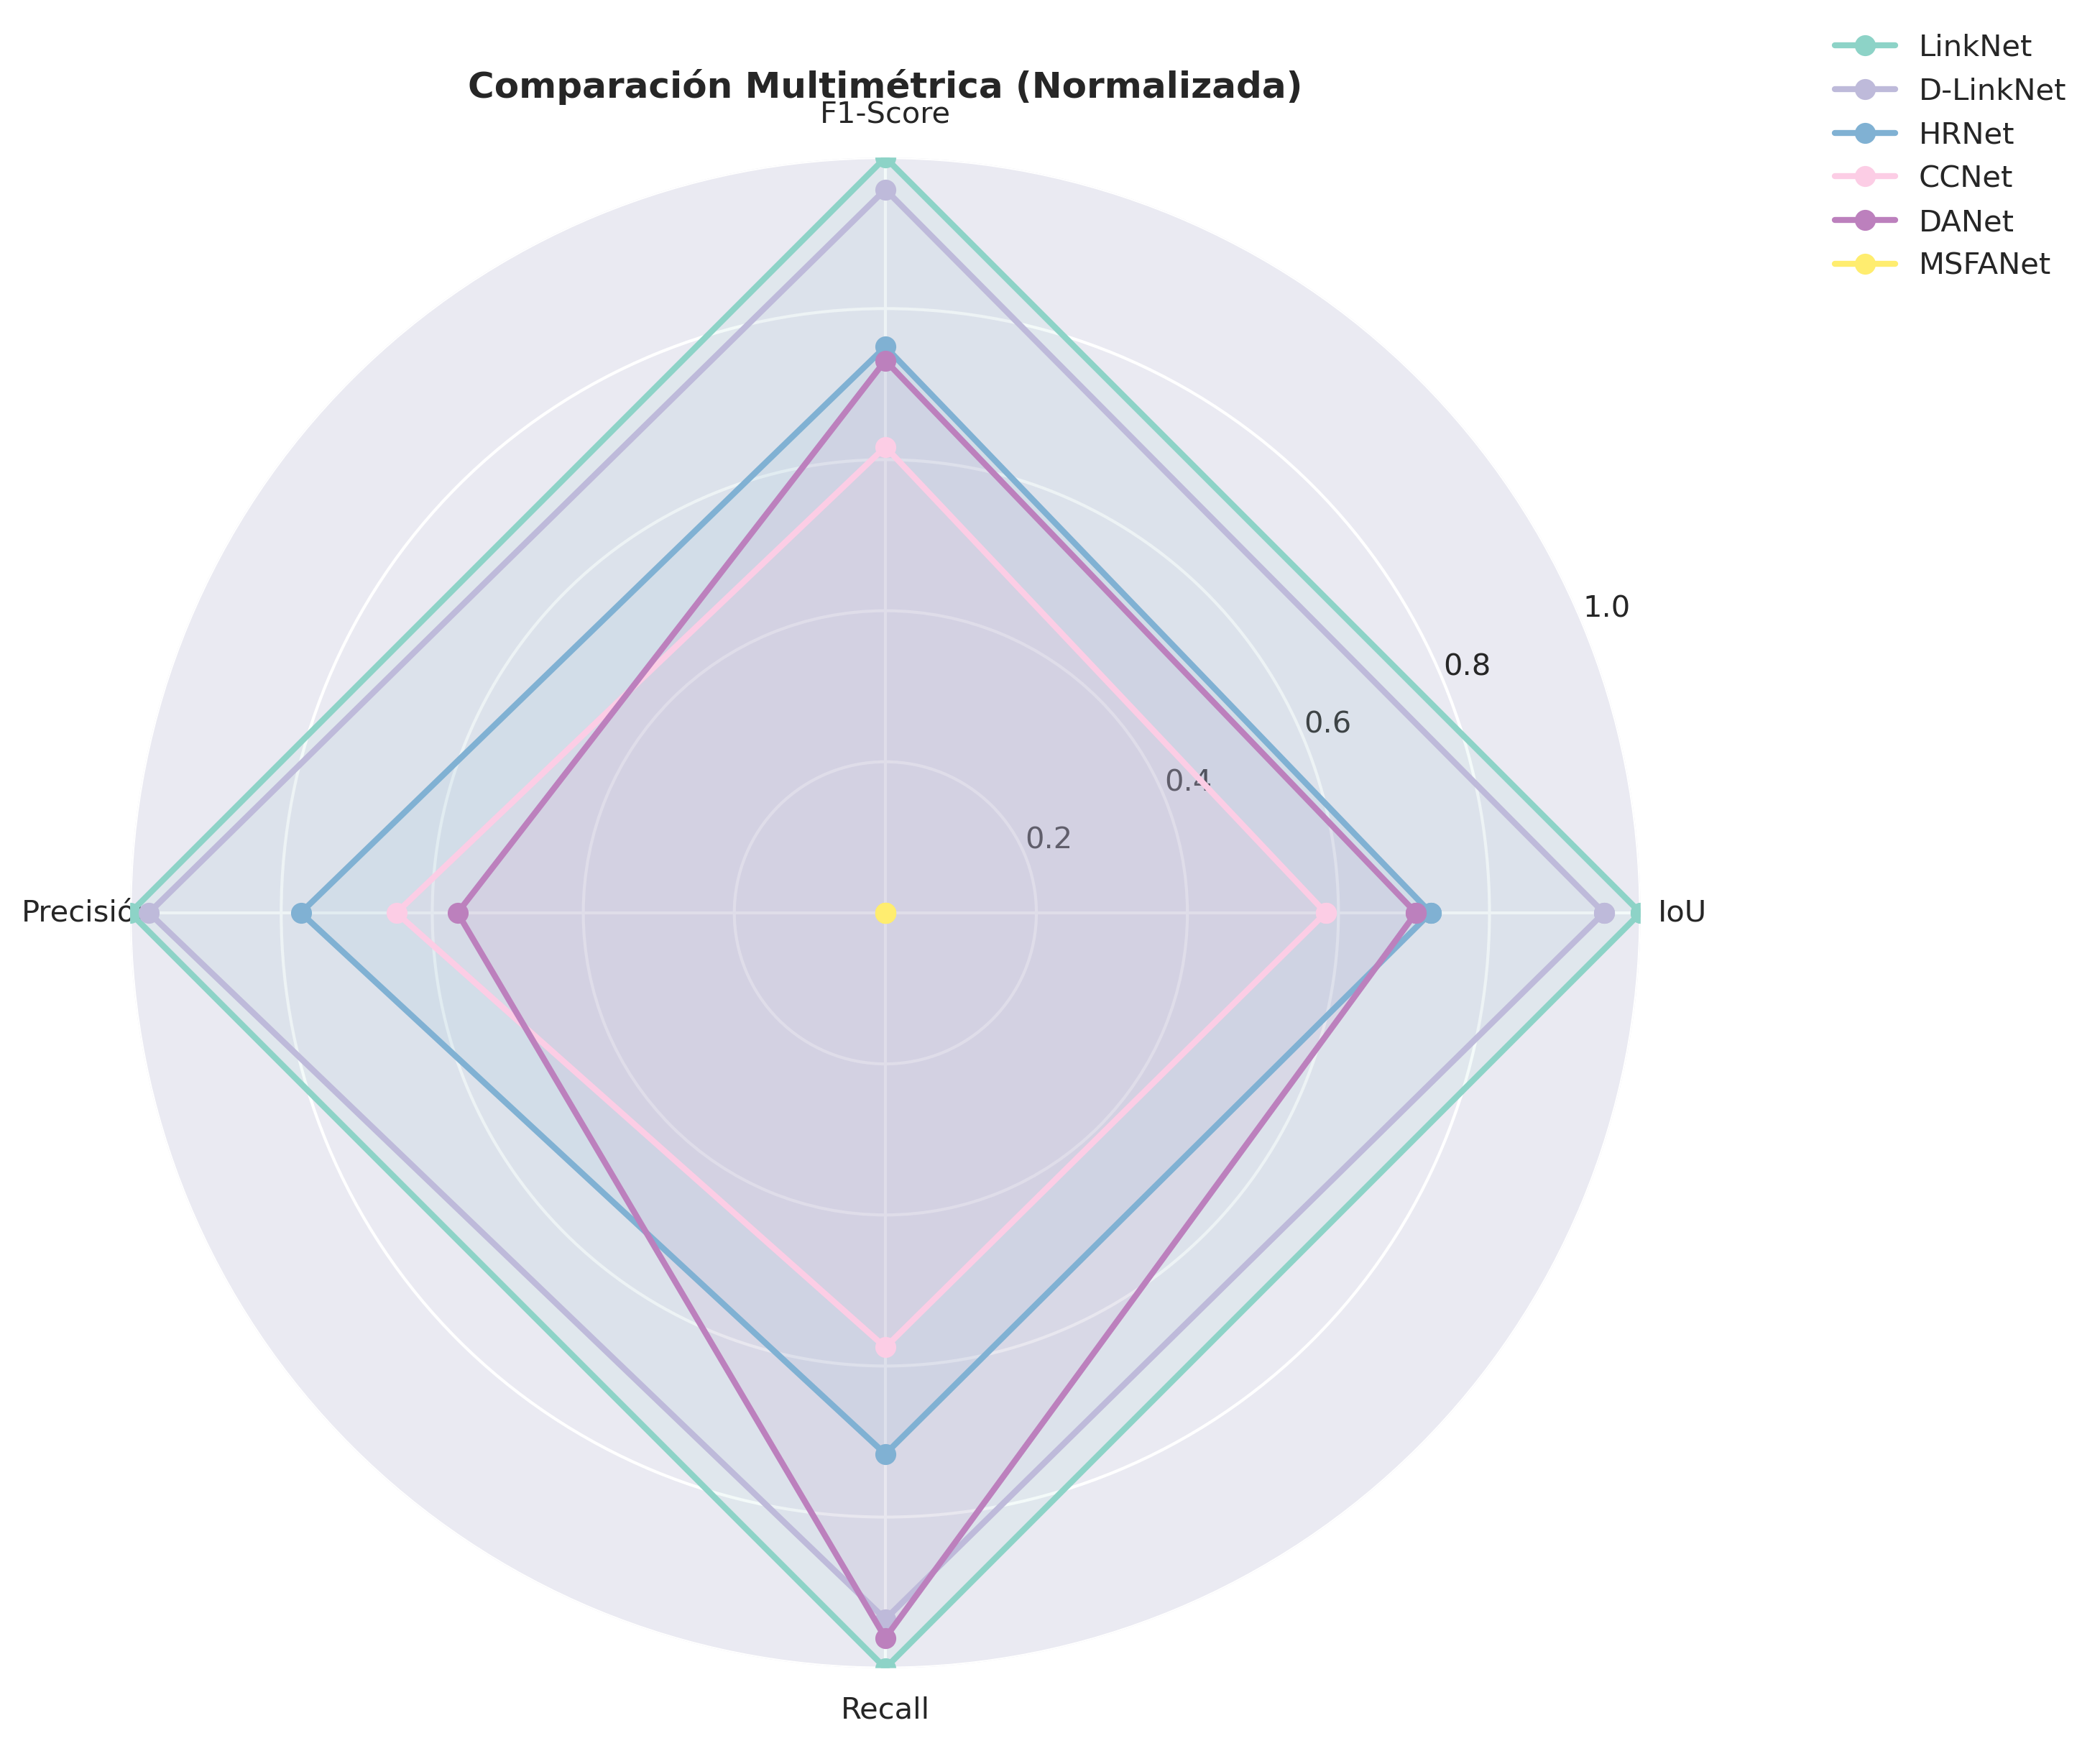 Comparación Multimétrica (Normalizada)
F1-Score
LinkNet
D-LinkNet
HRNet
CCNet
DANet
MSFANet
1.0
0.8
0.6
0.4
0.2
Precisió
IoU
Recall